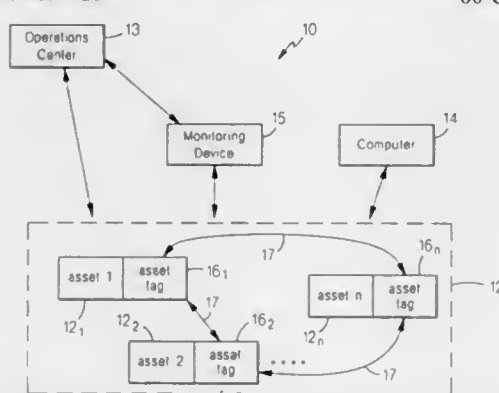 13
10
Operations
Center
15
14
Monitoring
Device
Computer
17
16n
asset 1
asset
tag
16₁
17
asset n
asset
tag
12
12₁
12₂
16₂
12n
asset 2
asset
tag
....
17